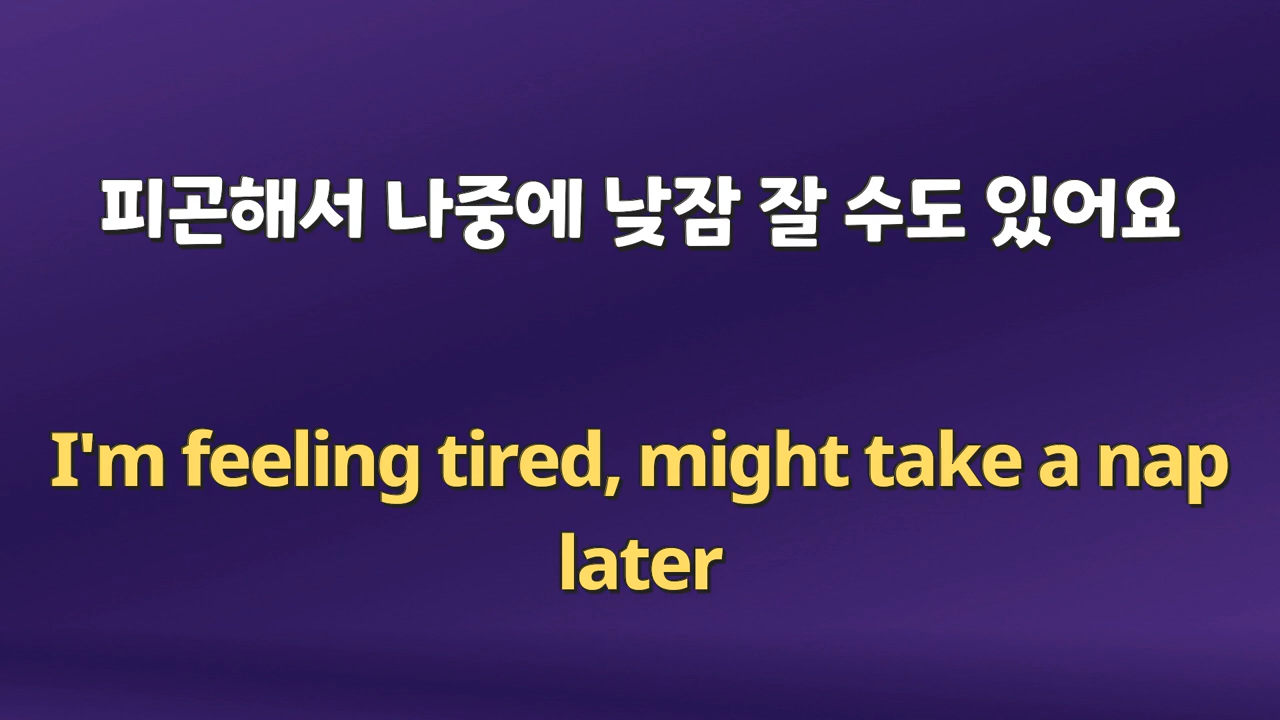 피곤해서 나중에 낮잠 잘 수도 있어요
I'm feeling tired, might take a nap
later